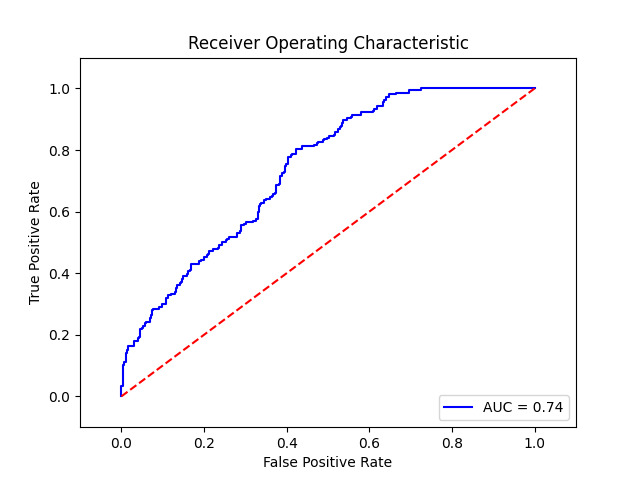 Receiver Operating Characteristic
True Positive Rate
1.0
0.8
0.6
0.4
0.2
0.0
AUC = 0.74
0.0 0.2 0.4 0.6 0.8 1.0
False Positive Rate